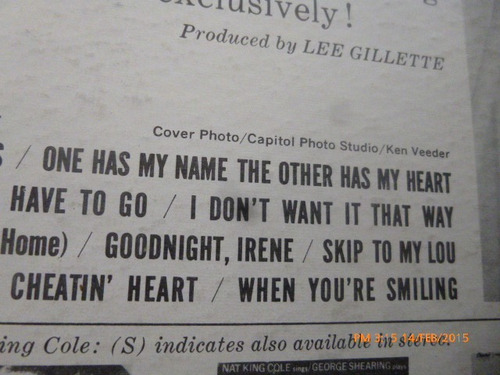 exclusively!
Produced by LEE GILLETTE
Cover Photo/Capitol Photo Studio/Ken Veeder
/ ONE HAS MY NAME THE OTHER HAS MY HEART
HAVE TO GO / I DON'T WANT IT THAT WAY
Home) / GOODNIGHT, IRENE / SKIP TO MY LOU
CHEATIN' HEART / WHEN YOU'RE SMILING
ing Cole: (S) indicates also available in stereo.
PM 3:15 14/FEB/2015
NAT KING COLE sings/GEORGE SHEARING plays